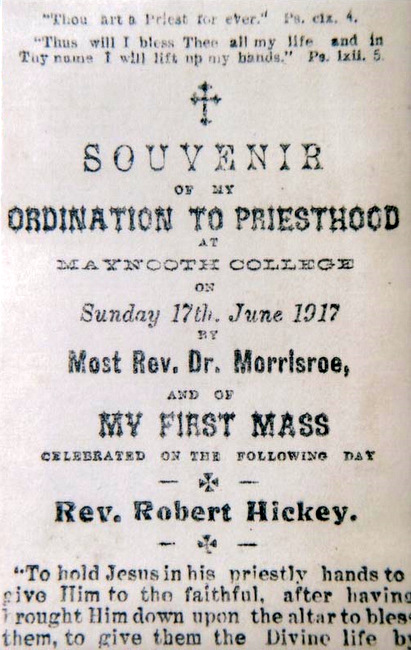 "Thou art a Priest for ever." Ps. cix. 4.
"Thus will I bless Thee all my life and in
Thy name I will lift up my hands." Ps. lxii. 5.
SOUVENIR
OF MY
ORDINATION TO PRIESTHOOD
AT
MAYNOOTH COLLEGE
ON
Sunday 17th. June 1917
BY
Most Rev. Dr. Morrisroe,
AND OF
MY FIRST MASS
CELEBRATED ON THE FOLLOWING DAY
Rev. Robert Hickey.
"To hold Jesus in his priestly hands to
give Him to the faithful, after having
brought Him down upon the altar to bless
them, to give them the Divine life by